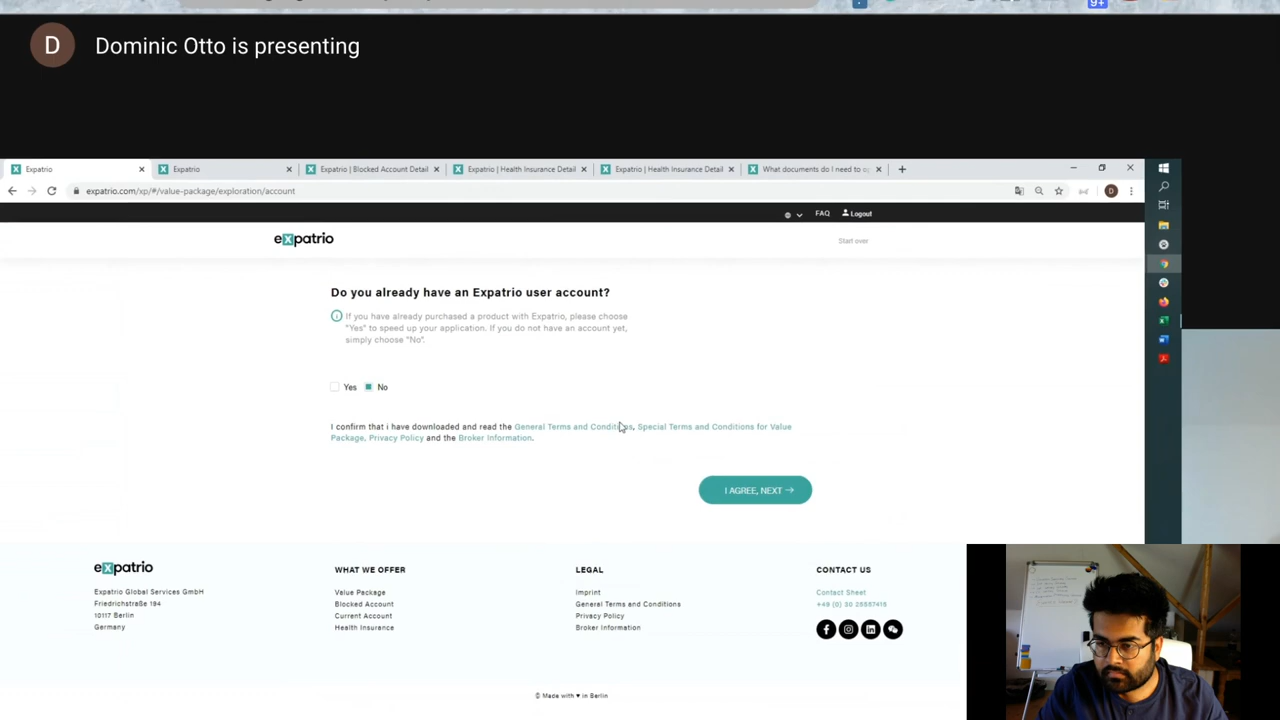 9+
D
Dominic Otto is presenting
Expatrio
Expatrio
Expatrio | Blocked Account Detail
Expatrio | Health Insurance Detail
Expatrio | Health Insurance Detail
What documents do I need to o
expatrio.com/xp/#/value-package/exploration/account
D
FAQ
Logout
expatrio
Start over
Do you already have an Expatrio user account?
If you have already purchased a product with Expatrio, please choose
"Yes" to speed up your application. If you do not have an account yet,
simply choose "No".
Yes
No
I confirm that i have downloaded and read the General Terms and Conditions, Special Terms and Conditions for Value
Package, Privacy Policy and the Broker Information.
I AGREE, NEXT
expatrio
Expatrio Global Services GmbH
Friedrichstraße 194
10117 Berlin
Germany
WHAT WE OFFER
Value Package
Blocked Account
Current Account
Health Insurance
LEGAL
Imprint
General Terms and Conditions
Privacy Policy
Broker Information
CONTACT US
Contact Sheet
© Made with ♥ in Berlin